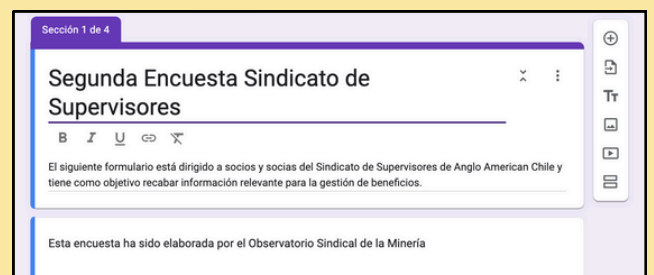 Sección 1 de 4
Segunda Encuesta Sindicato de
Supervisores
B I U
El siguiente formulario está dirigido a socios y socias del Sindicato de Supervisores de Anglo American Chile y
tiene como objetivo recabar información relevante para la gestión de beneficios.
Esta encuesta ha sido elaborada por el Observatorio Sindical de la Minería
Tт